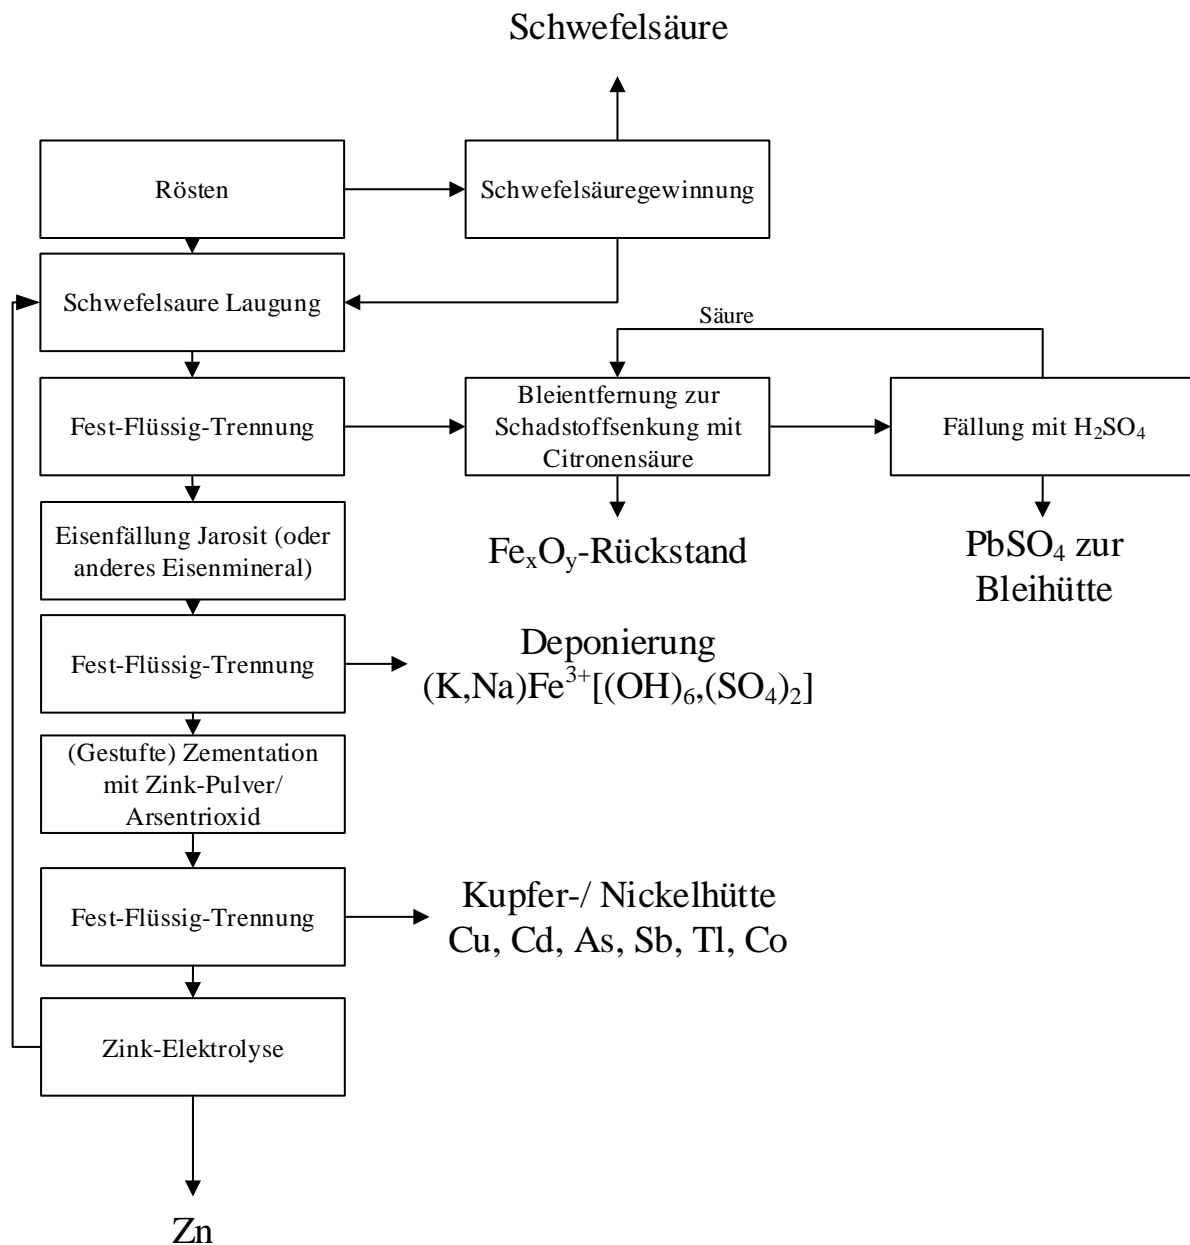 Schwefelsäure
Rösten
Schwefelsäuregewinnung
Schwefelsaure Laugung
Säure
Fest-Flüssig-Trennung
Bleientfernung zur
Schadstoffsenkung mit
Citronensäure
Fällung mit H₂SO₄
Eisenfällung Jarosit (oder
anderes Eisenmineral)
FeₓOᵧ-Rückstand
PbSO₄ zur
Bleihütte
Fest-Flüssig-Trennung
Deponierung
(K,Na)Fe³⁺[(OH)₆,(SO₄)₂]
(Gestufte) Zementation
mit Zink-Pulver/
Arsentrioxid
Fest-Flüssig-Trennung
Kupfer-/ Nickelhütte
Cu, Cd, As, Sb, Tl, Co
Zink-Elektrolyse
Zn